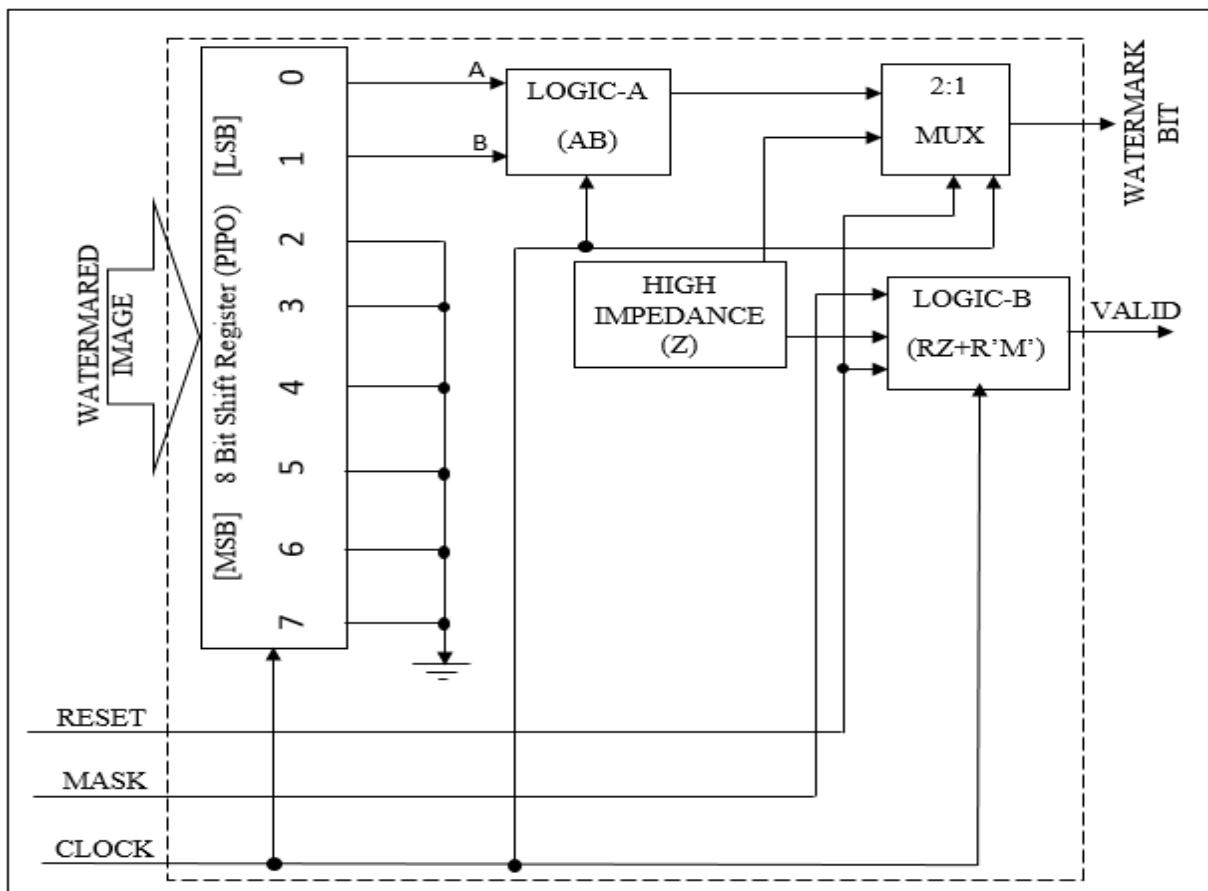 WATERMARED
IMAGE
[MSB] 8 Bit Shift Register (PIPO) [LSB]
0
1
2
3
4
5
6
7
A
B
LOGIC-A
(AB)
2:1
MUX
WATERMARK
BIT
HIGH
IMPEDANCE
(Z)
LOGIC-B
(RZ+R’M’)
VALID
RESET
MASK
CLOCK